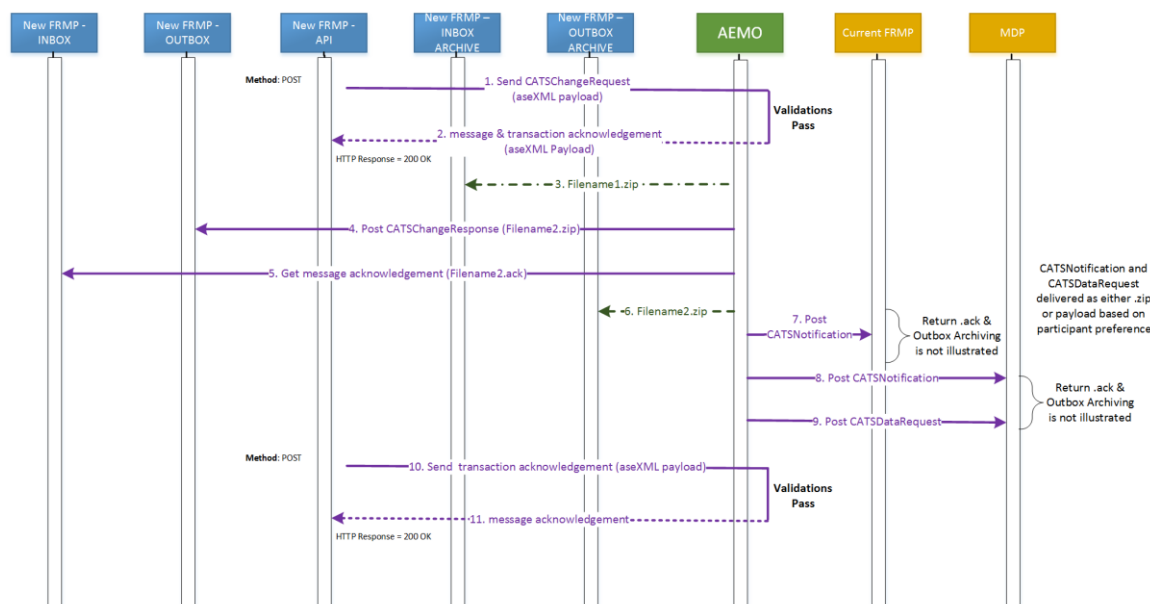 New FRMP -
INBOX
New FRMP -
OUTBOX
New FRMP -
API
New FRMP –
INBOX
ARCHIVE
New FRMP –
OUTBOX
ARCHIVE
AEMO
Current FRMP
MDP
Method: POST
1. Send CATSChangeRequest
(aseXML payload)
Validations
Pass
2. message & transaction acknowledgement
(aseXML Payload)
HTTP Response = 200 OK
3. Filename1.zip
4. Post CATSChangeResponse (Filename2.zip)
5. Get message acknowledgement (Filename2.ack)
CATSNotification and
CATSDataRequest
delivered as either .zip
or payload based on
participant preference
6. Filename2.zip
7. Post
CATSNotification
Return .ack &
Outbox Archiving
is not illustrated
8. Post CATSNotification
Return .ack &
Outbox Archiving
is not illustrated
9. Post CATSDataRequest
Method: POST
10. Send transaction acknowledgement (aseXML payload)
Validations
Pass
11. message acknowledgement
HTTP Response = 200 OK